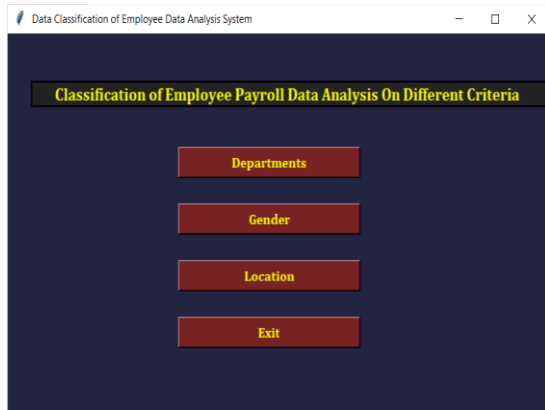 Data Classification of Employee Data Analysis System
Classification of Employee Payroll Data Analysis On Different Criteria
Departments
Gender
Location
Exit